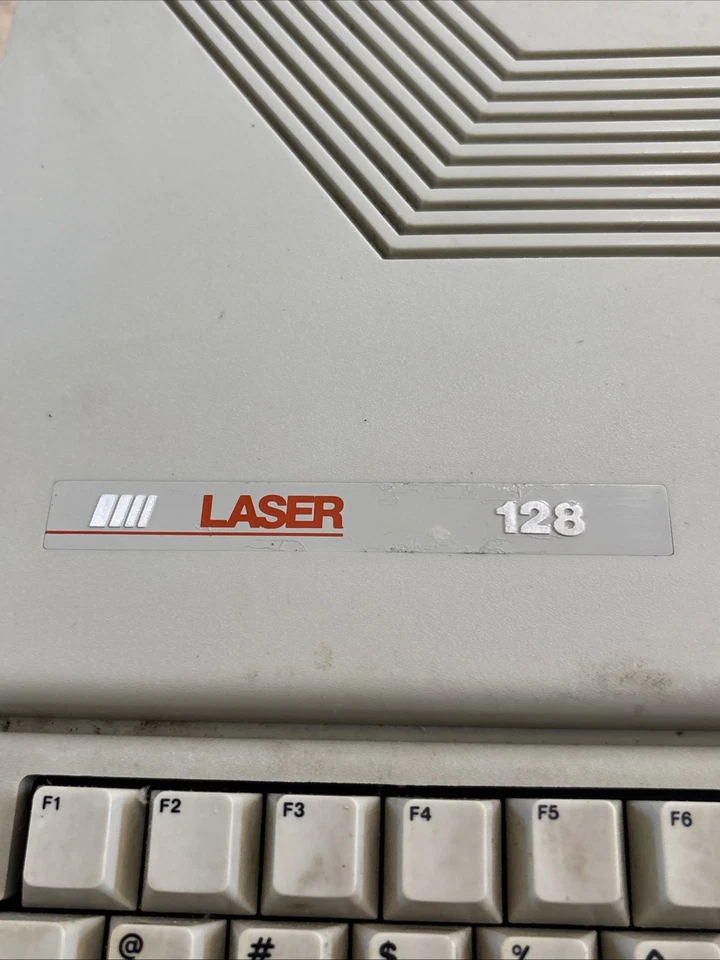 LASER 128
F1 F2 F3 F4 F5 F6
@ # $ % ^